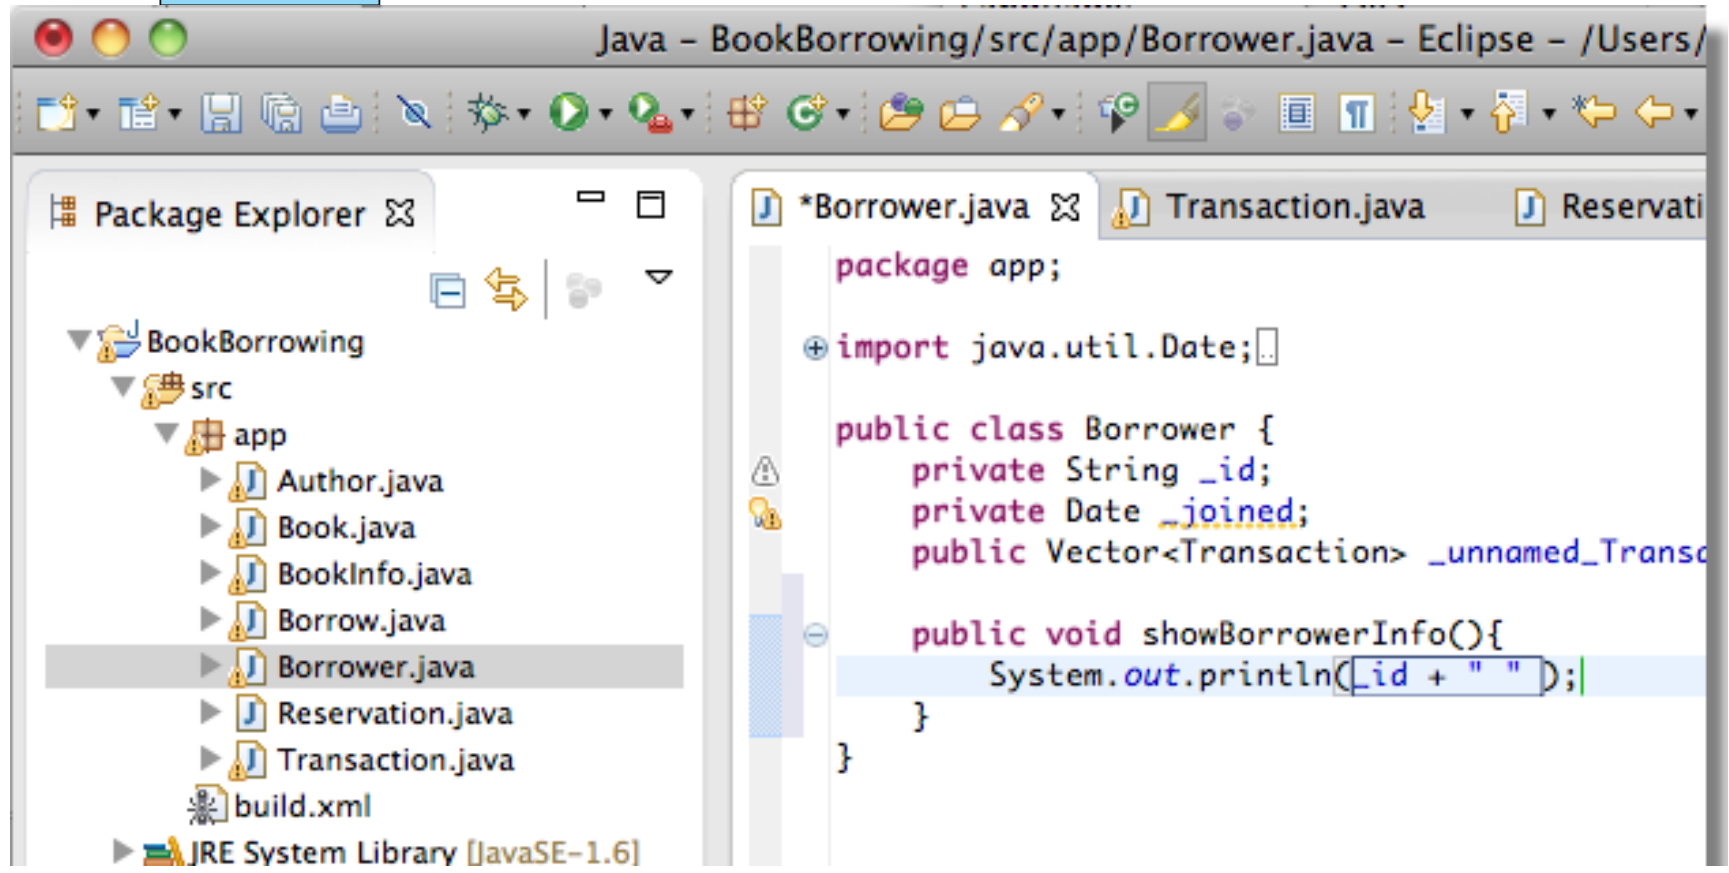 Java – BookBorrowing/src/app/Borrower.java – Eclipse – /Users/
Package Explorer
BookBorrowing
src
app
Author.java
Book.java
BookInfo.java
Borrow.java
Borrower.java
Reservation.java
Transaction.java
build.xml
JRE System Library [JavaSE-1.6]
*Borrower.java Transaction.java Reservati
package app;
import java.util.Date;
public class Borrower {
private String _id;
private Date _joined;
public Vector<Transaction> _unnamed_Transa
public void showBorrowerInfo(){
System.out.println(_id + " " );
}
}